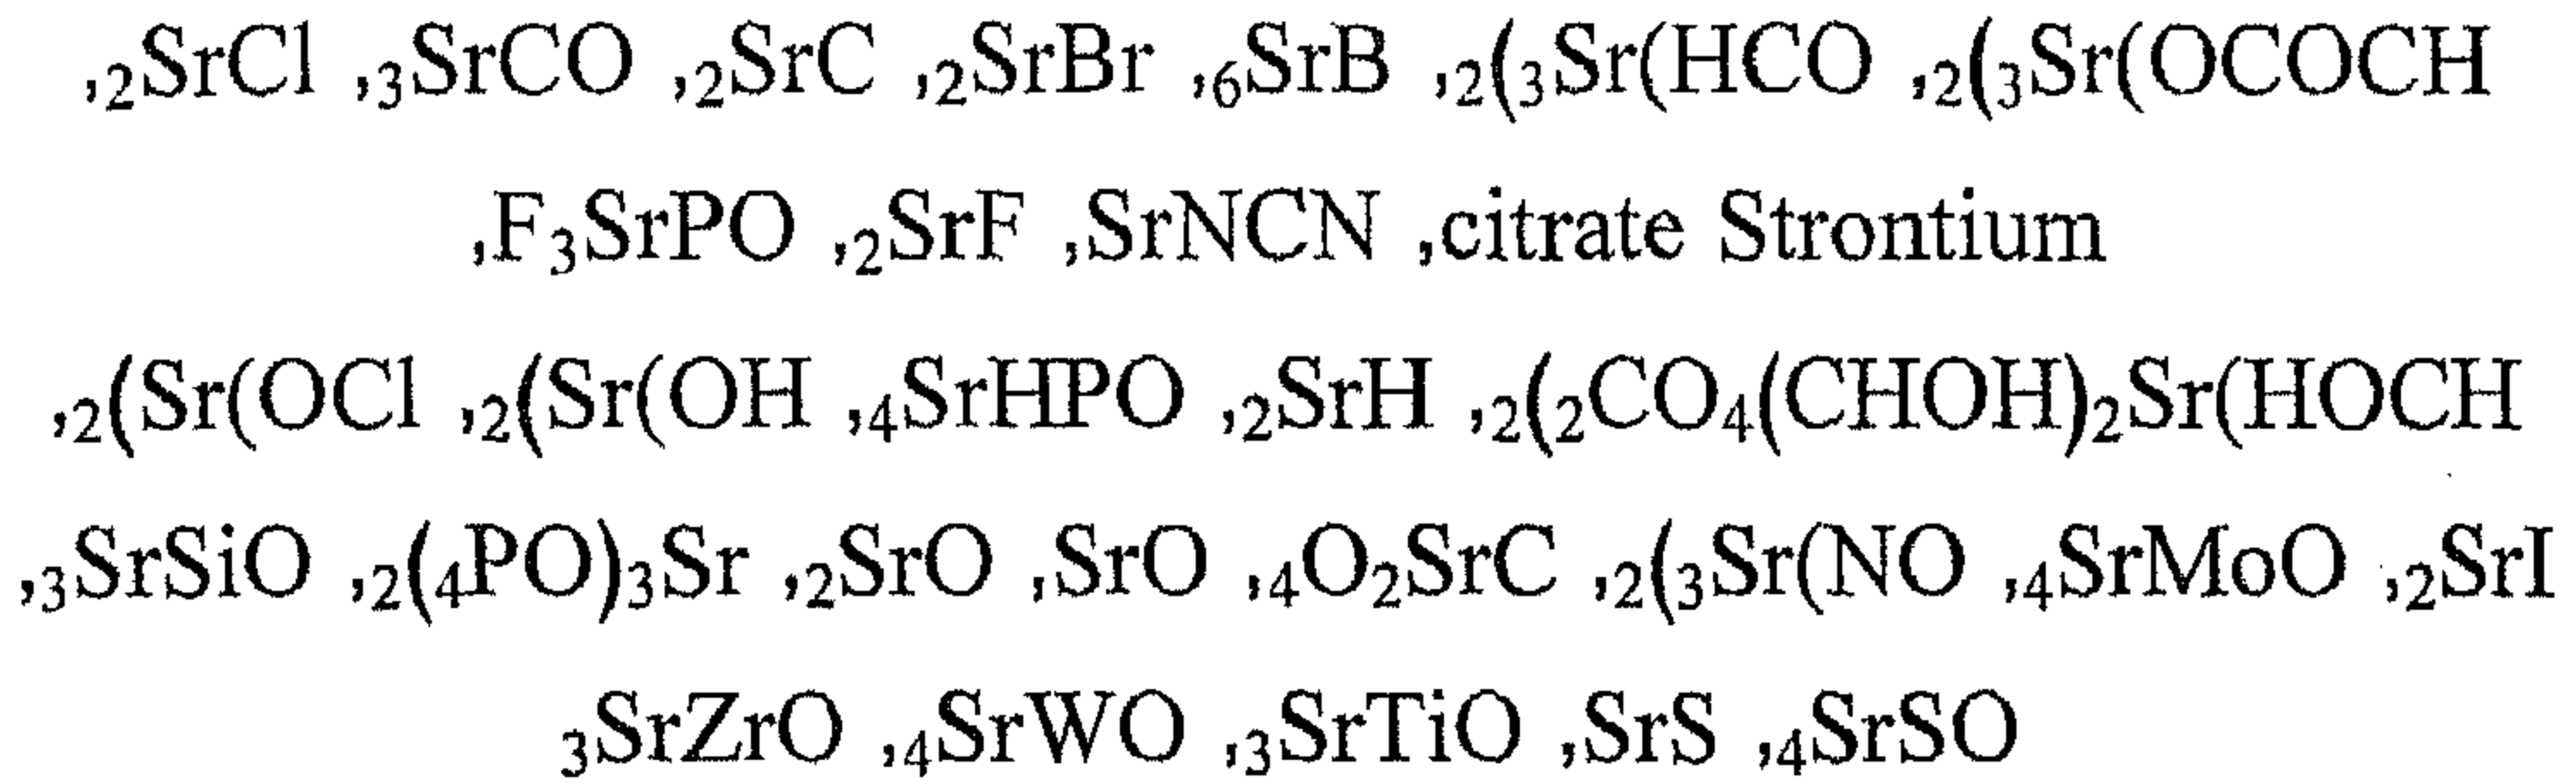 ,₂SrCl ,₃SrCO ,₂SrC ,₂SrBr ,₆SrB ,₂(₃Sr(HCO ,₂(₃Sr(OCOCH
,F₃SrPO ,₂SrF ,SrNCN ,citrate Strontium
,₂(Sr(OCl ,₂(Sr(OH ,₄SrHPO ,₂SrH ,₂(₂CO₄(CHOH)₂Sr(HOCH
,₃SrSiO ,₂(₄PO)₃Sr ,₂SrO ,SrO ,₄O₂SrC ,₂(₃Sr(NO ,₄SrMoO ,₂SrI
₃SrZrO ,₄SrWO ,₃SrTiO ,SrS ,₄SrSO